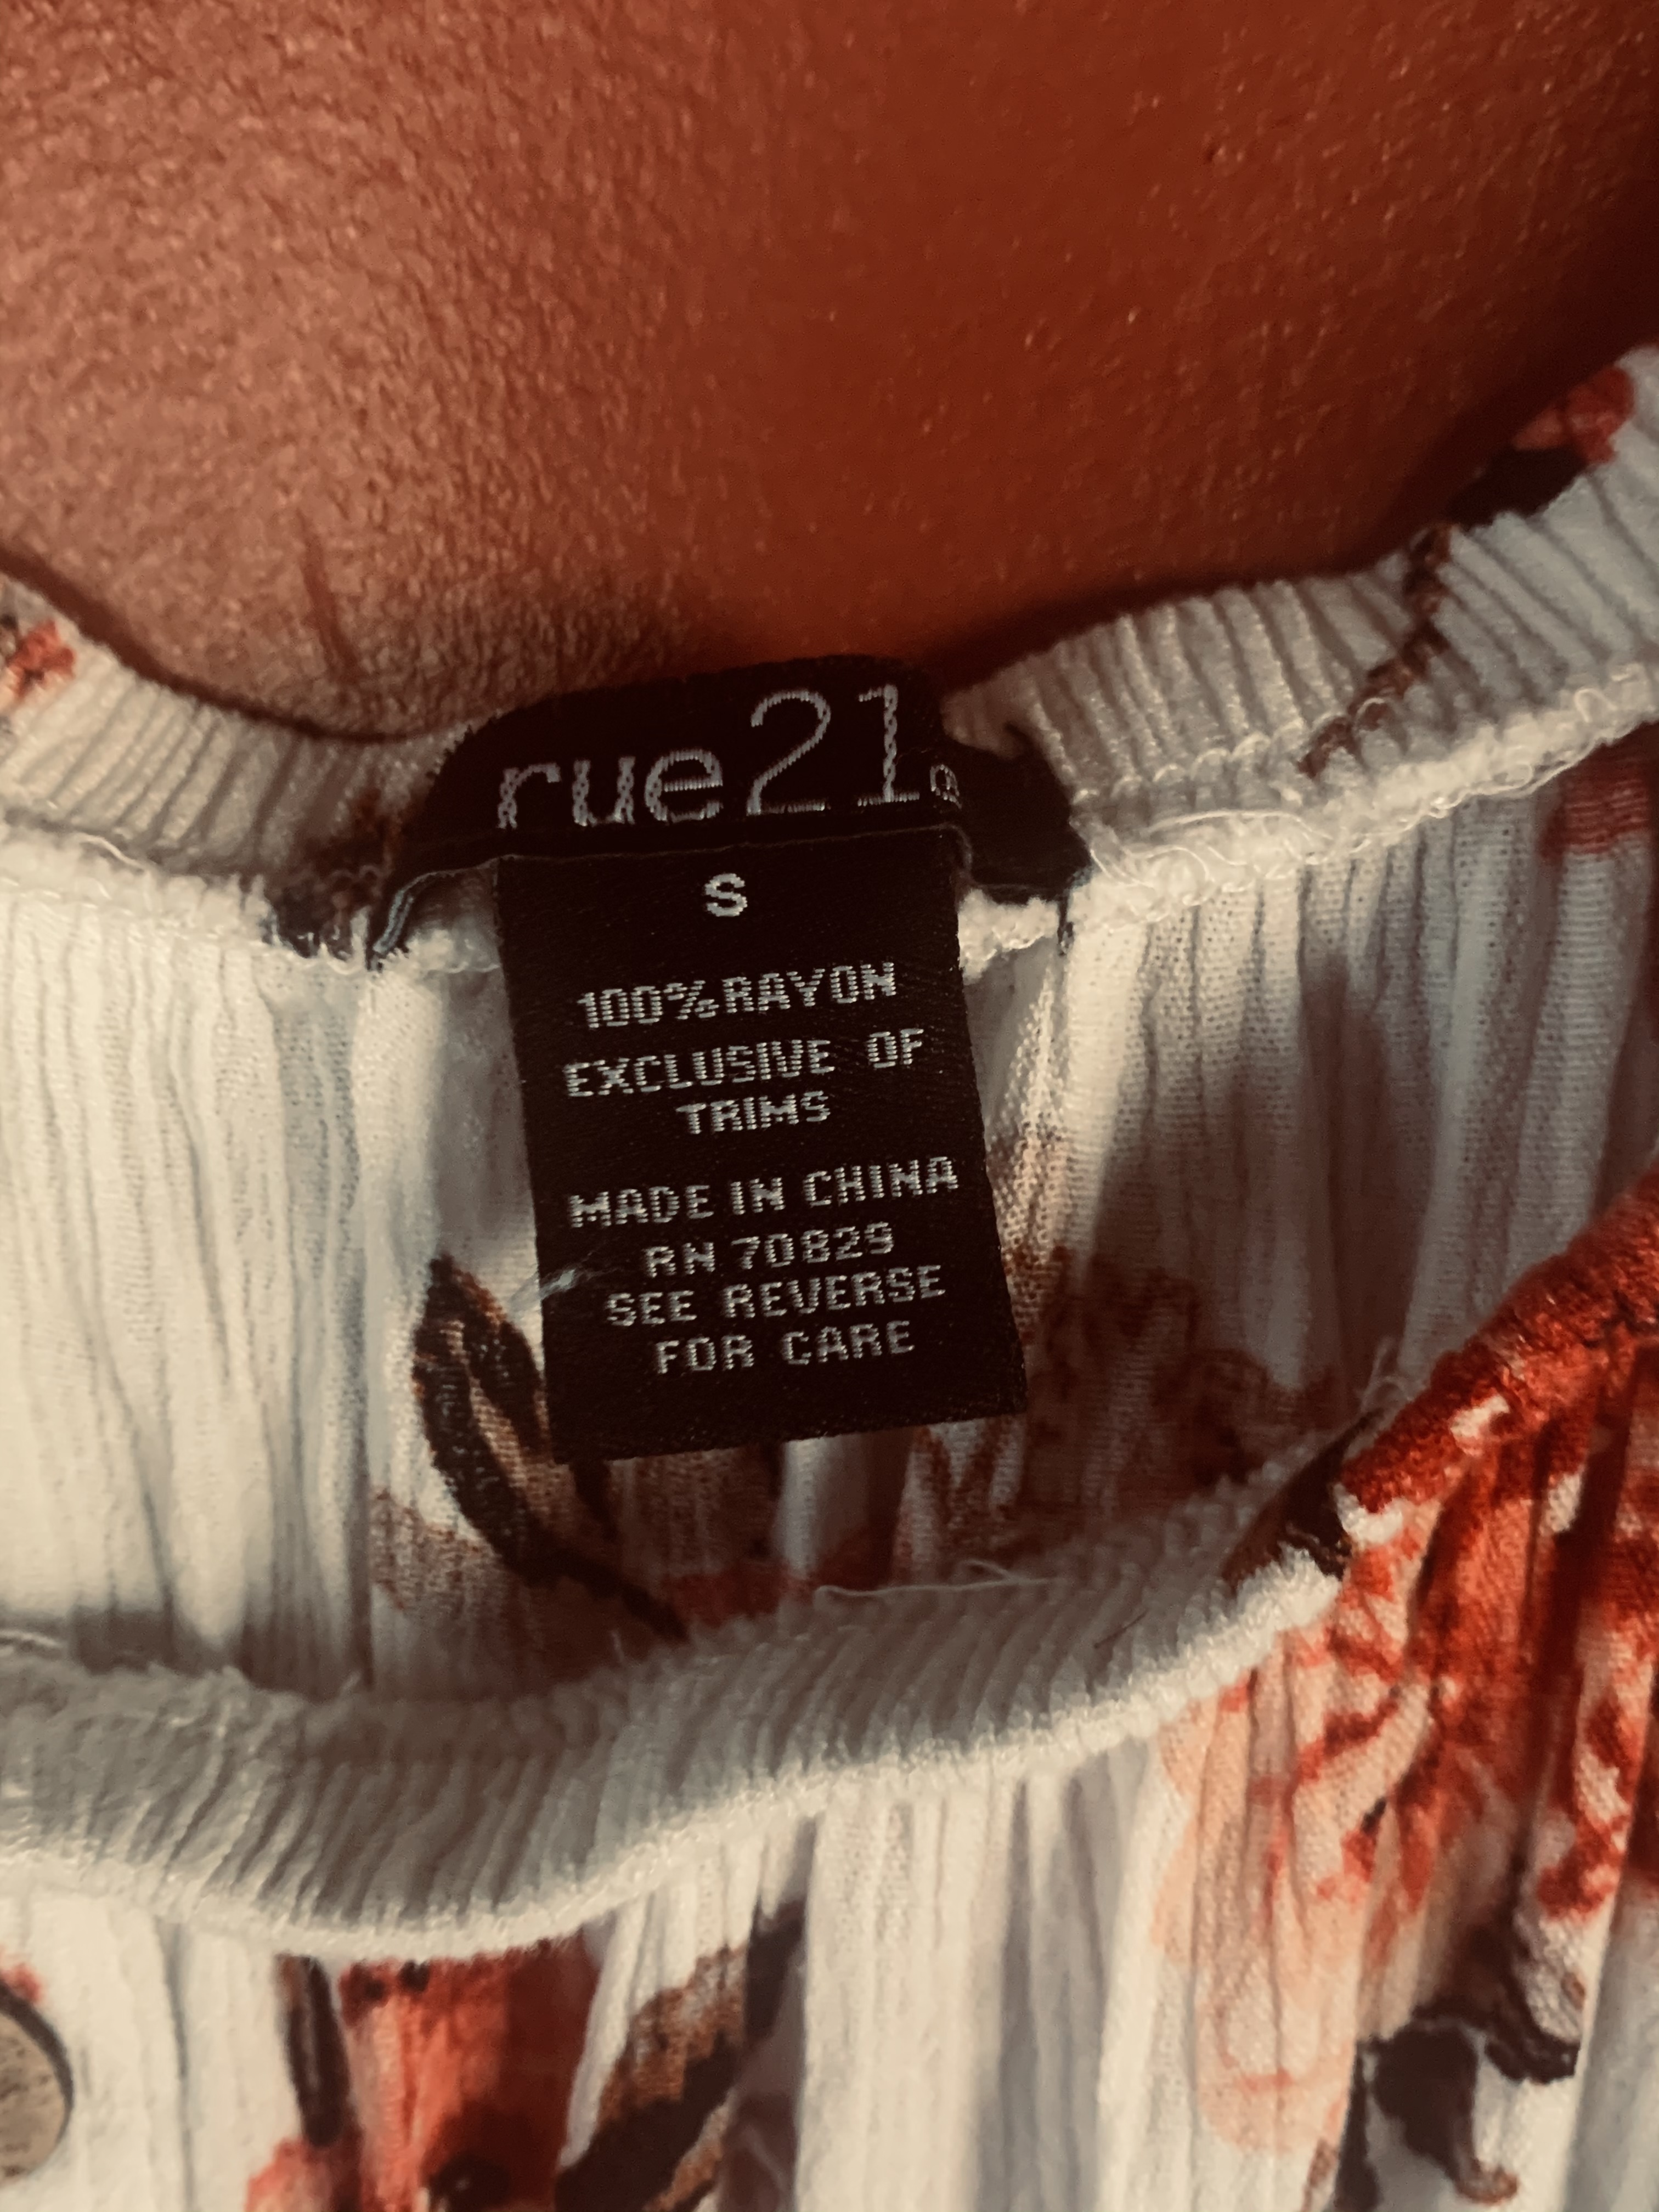 rue21
S
100% RAYON
EXCLUSIVE OF
TRIMS
MADE IN CHINA
RN 70829
SEE REVERSE
FOR CARE